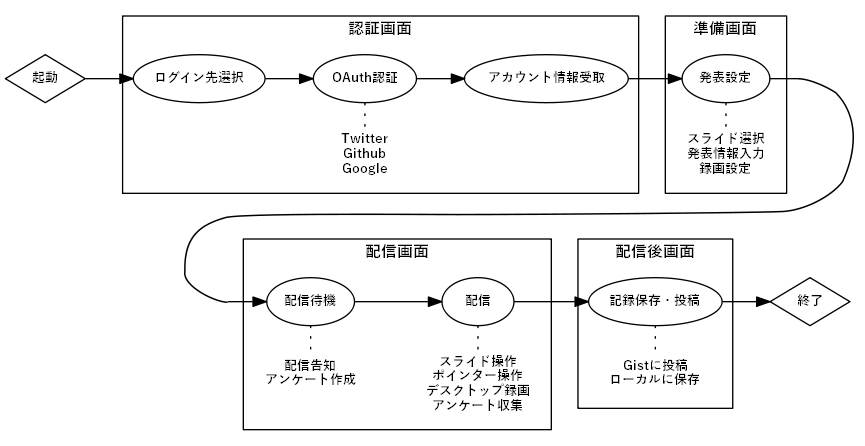 認証画面
準備画面
起動
ログイン先選択
OAuth認証
アカウント情報受取
発表設定
Twitter
Github
Google
スライド選択
発表情報入力
録画設定
配信画面
配信後画面
配信待機
配信
記録保存・投稿
終了
配信告知
アンケート作成
スライド操作
ポインター操作
デスクトップ録画
アンケート収集
Gistに投稿
ローカルに保存